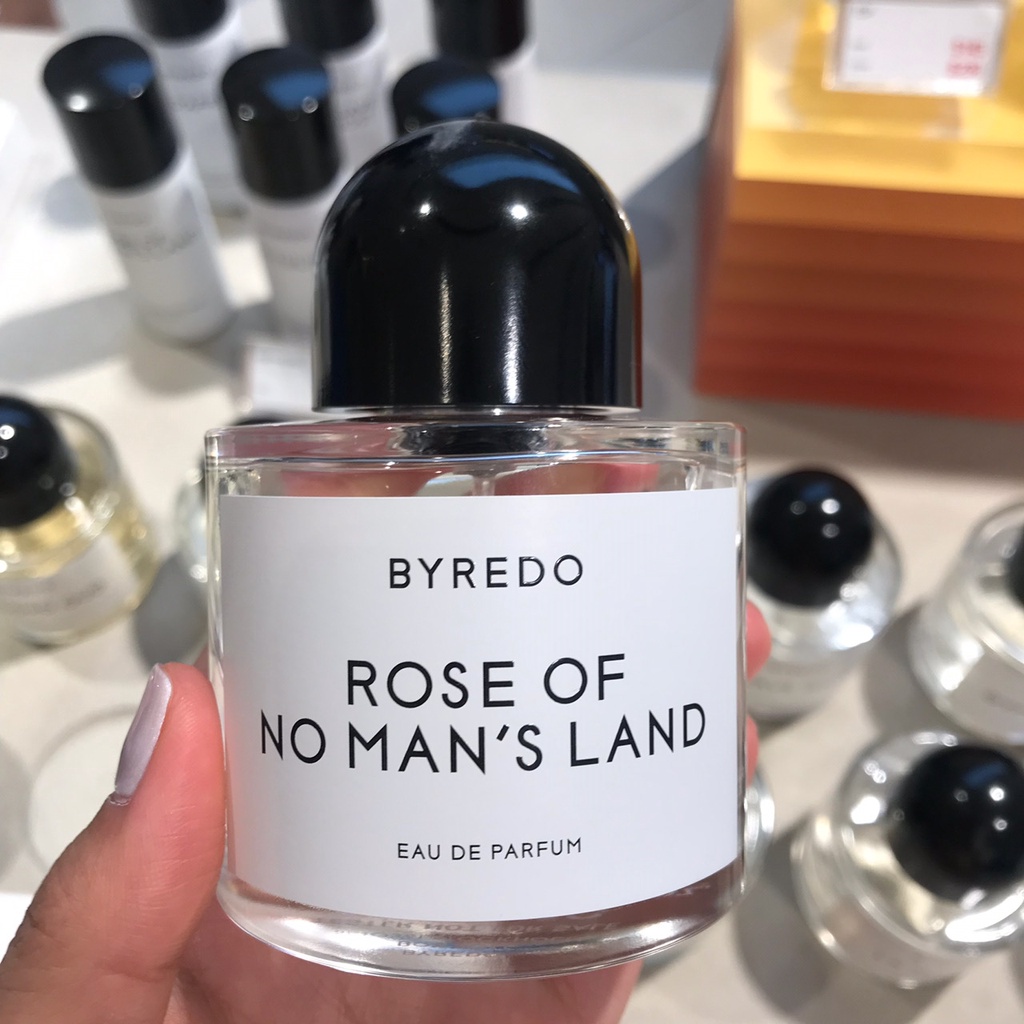 BYREDO
ROSE OF
NO MAN'S LAND
EAU DE PARFUM